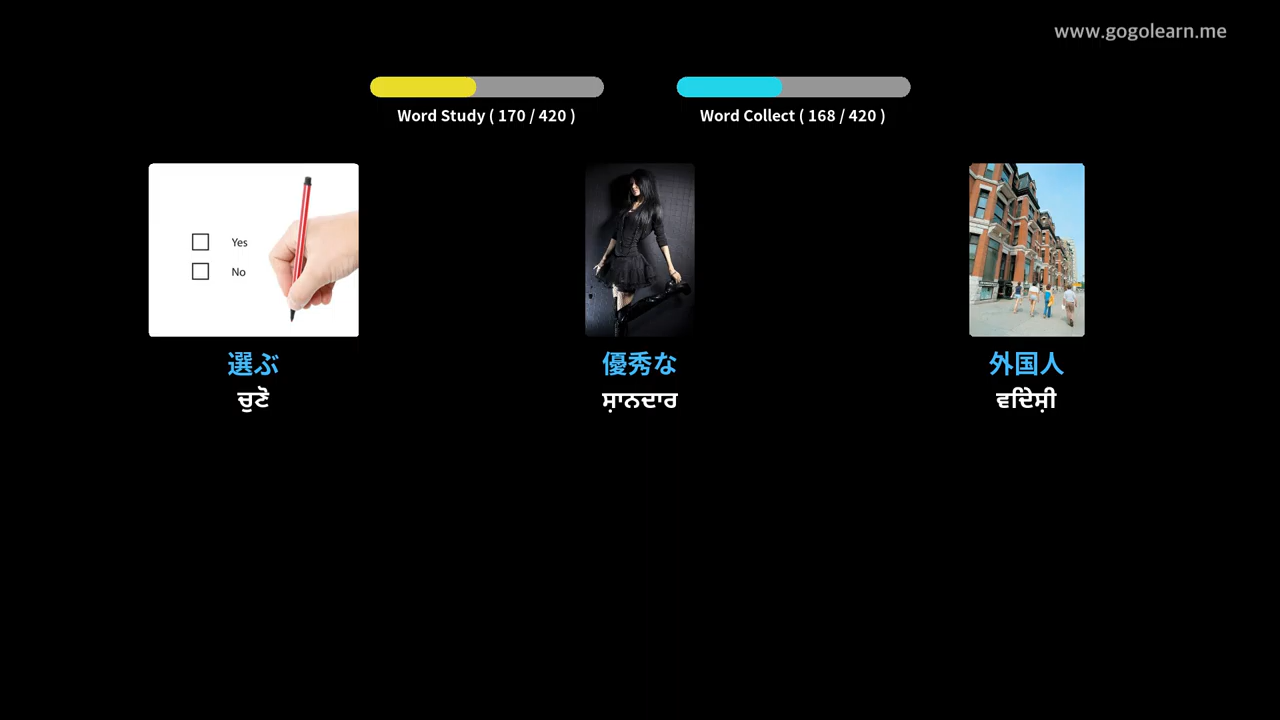 www.gogolearn.me
Word Study ( 170 / 420 )
Word Collect ( 168 / 420 )
Yes
No
選ぶ
優秀な
外国人
ਚੁਣੋ
ਸ਼ਾਨਦਾਰ
ਵਿਦੇਸ਼ੀ